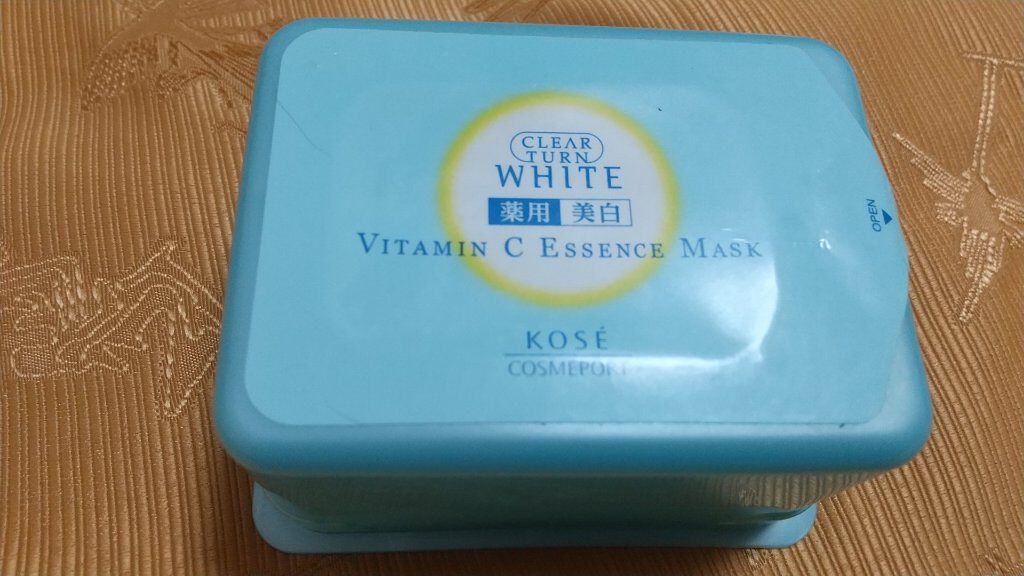 CLEAR
TURN
WHITE
薬用 美白
VITAMIN C ESSENCE MASK
OPEN
KOSÉ
COSMEPORT